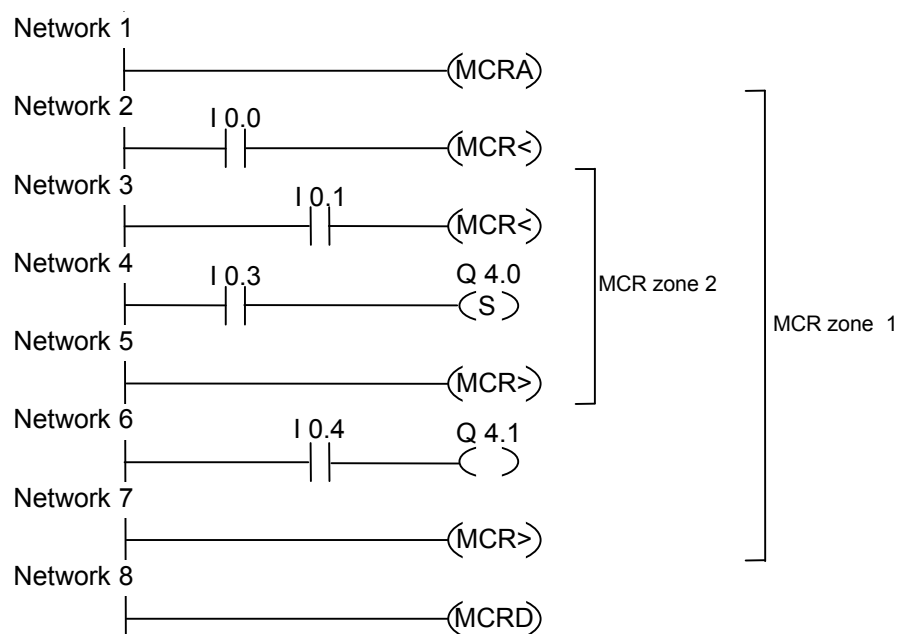 Network 1
(MCRA)
Network 2
I 0.0
(MCR<)
Network 3
I 0.1
(MCR<)
Network 4
I 0.3
Q 4.0
(S)
MCR zone 2
MCR zone 1
Network 5
(MCR>)
Network 6
I 0.4
Q 4.1
( )
Network 7
(MCR>)
Network 8
(MCRD)